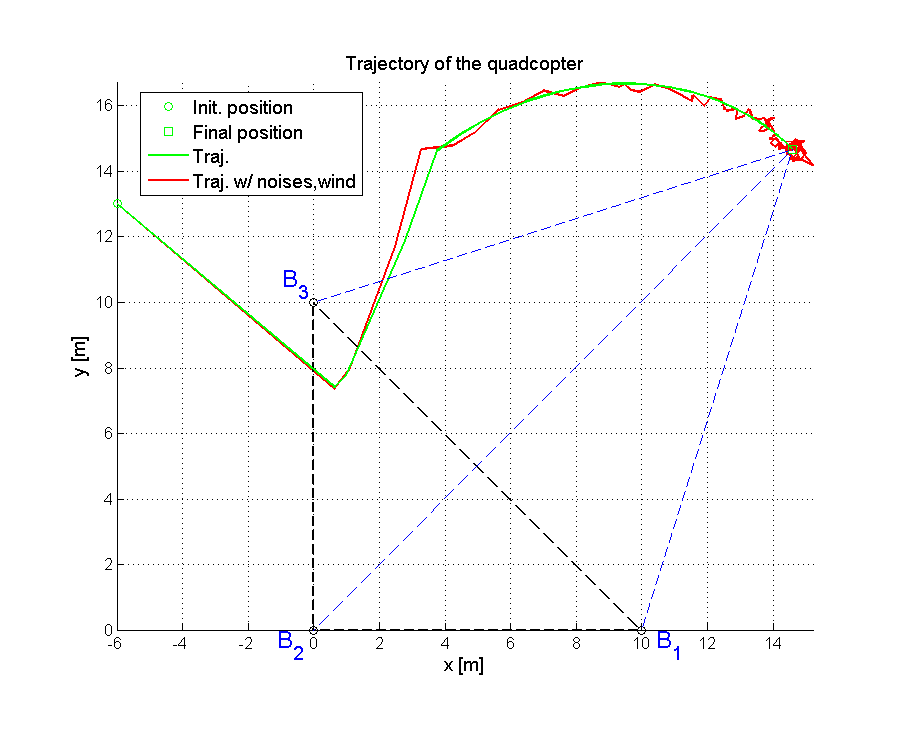 Trajectory of the quadcopter
Init. position
Final position
Traj.
Traj. w/ noises,wind
16
14
12
10
8
6
4
2
0
y [m]
B3
B2
B1
-6
-4
-2
0
2
4
6
8
10
12
14
x [m]